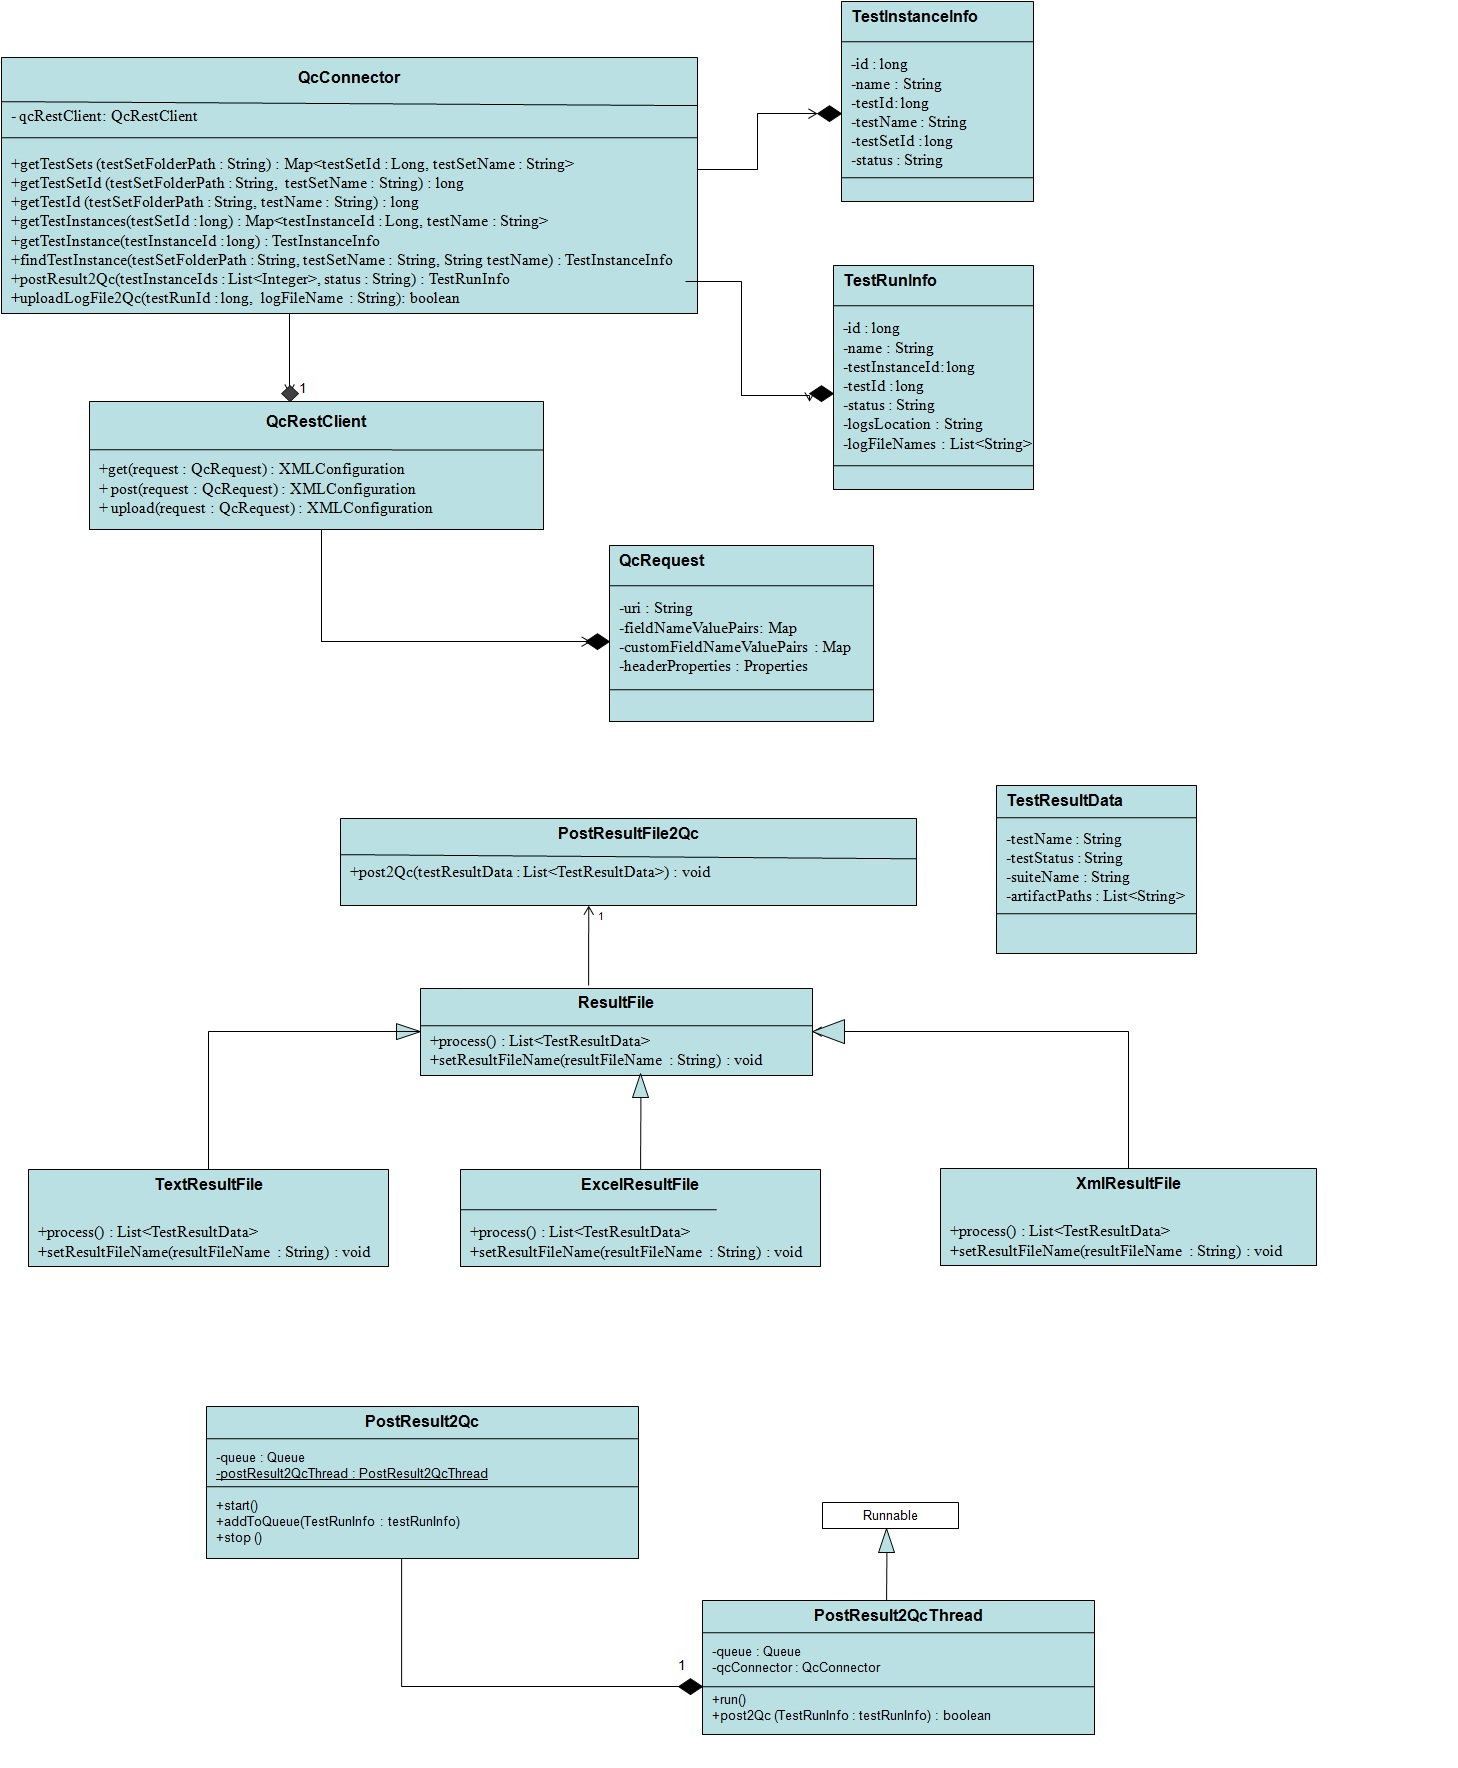 TestInstanceInfo
-id : long
-name : String
-testId: long
-testName : String
-testSetId : long
-status : String
QcConnector
- qcRestClient: QcRestClient
+getTestSets (testSetFolderPath : String) : Map<testSetId : Long, testSetName : String>
+getTestSetId (testSetFolderPath : String, testSetName : String) : long
+getTestId (testSetFolderPath : String, testName : String) : long
+getTestInstances(testSetId : long) : Map<testInstanceId : Long, testName : String>
+getTestInstance(testInstanceId : long) : TestInstanceInfo
+findTestInstance(testSetFolderPath : String, testSetName : String, String testName) : TestInstanceInfo
+postResult2Qc(testInstanceIds : List<Integer>, status : String) : TestRunInfo
+uploadLogFile2Qc(testRunId : long, logFileName : String): boolean
TestRunInfo
-id : long
-name : String
-testInstanceId: long
-testId : long
-status : String
-logsLocation : String
-logFileNames : List<String>
1
QcRestClient
+get(request : QcRequest) : XMLConfiguration
+ post(request : QcRequest) : XMLConfiguration
+ upload(request : QcRequest) : XMLConfiguration
QcRequest
-uri : String
-fieldNameValuePairs: Map
-customFieldNameValuePairs : Map
-headerProperties : Properties
TestResultData
-testName : String
-testStatus : String
-suiteName : String
-artifactPaths : List<String>
PostResultFile2Qc
+post2Qc(testResultData : List<TestResultData>) : void
1
ResultFile
+process() : List<TestResultData>
+setResultFileName(resultFileName : String) : void
TextResultFile
+process() : List<TestResultData>
+setResultFileName(resultFileName : String) : void
ExcelResultFile
+process() : List<TestResultData>
+setResultFileName(resultFileName : String) : void
XmlResultFile
+process() : List<TestResultData>
+setResultFileName(resultFileName : String) : void
PostResult2Qc
-queue : Queue
-postResult2QcThread : PostResult2QcThread
+start()
+addToQueue(TestRunInfo : testRunInfo)
+stop ()
Runnable
PostResult2QcThread
-queue : Queue
-qcConnector : QcConnector
1
+run()
+post2Qc (TestRunInfo : testRunInfo) : boolean